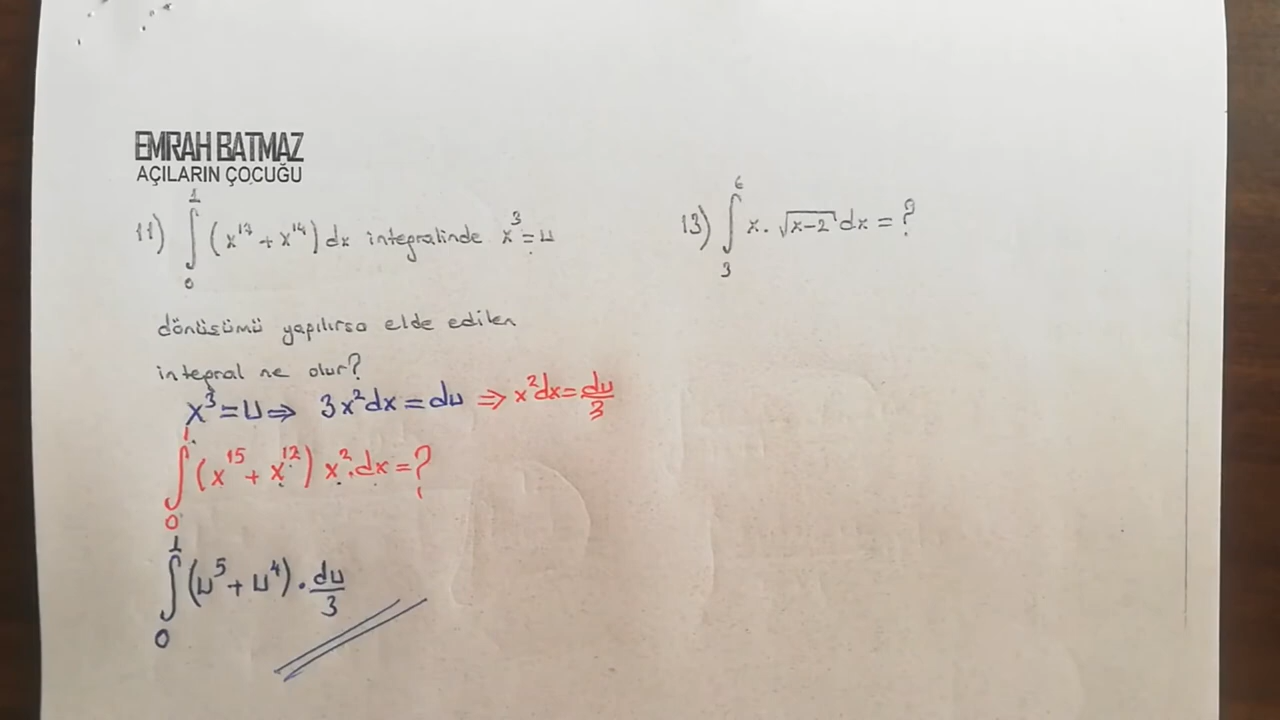 EMRAH BATMAZ
AÇILARIN ÇOCUĞU
11) ∫₀¹ (x¹⁷ + x¹⁴) dx integralinde x³ = u
dönüşümü yapılırsa elde edilen
integral ne olur?
x³ = u ⇒ 3x²dx = du ⇒ x²dx = du/3
∫₀¹ (x¹⁵ + x¹²) x².dx = ?
∫₀¹ (u⁵ + u⁴) . du/3
13) ∫₃⁶ x . √(x-2) dx = ?